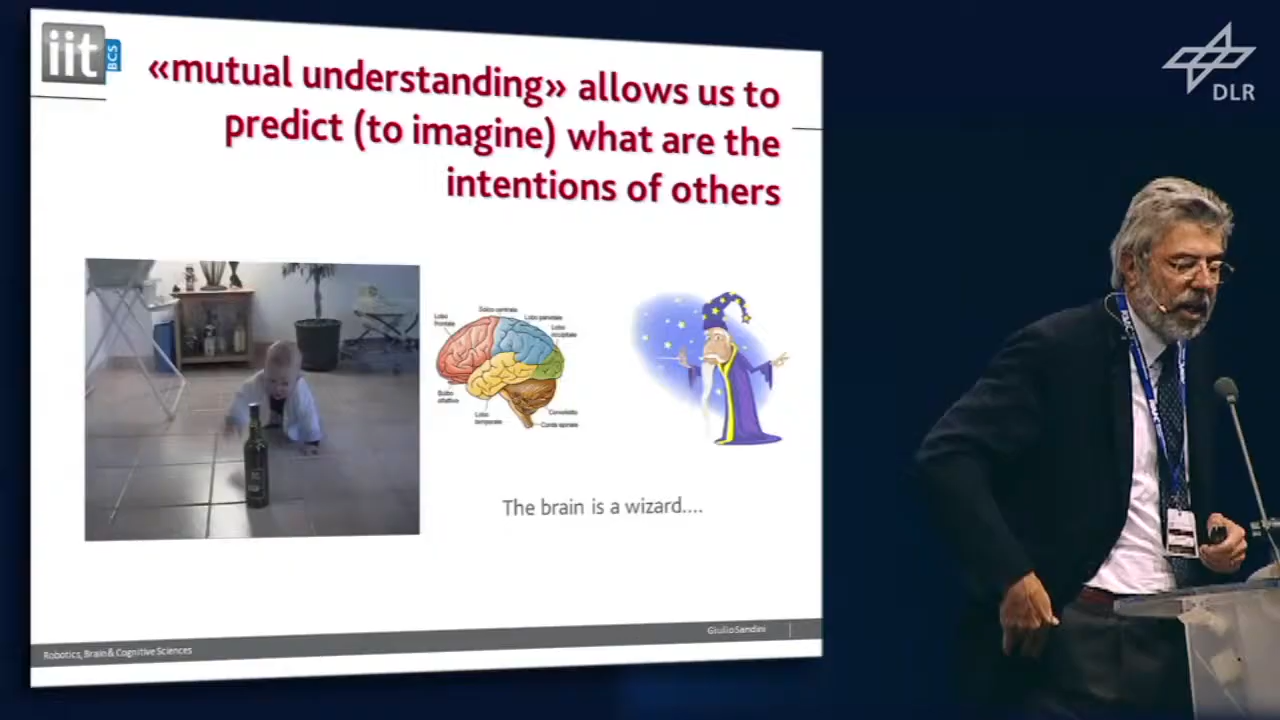 iit
BCS
«mutual understanding» allows us to
predict (to imagine) what are the
intentions of others
DLR
Solco centrale
Lobo
frontale
Lobo parietale
Lobo
occipitale
Bulbo
olfattivo
Lobo
temporale
Cervelletto
Corda spinale
The brain is a wizard....
Giulio Sandini
Robotics, Brain & Cognitive Sciences